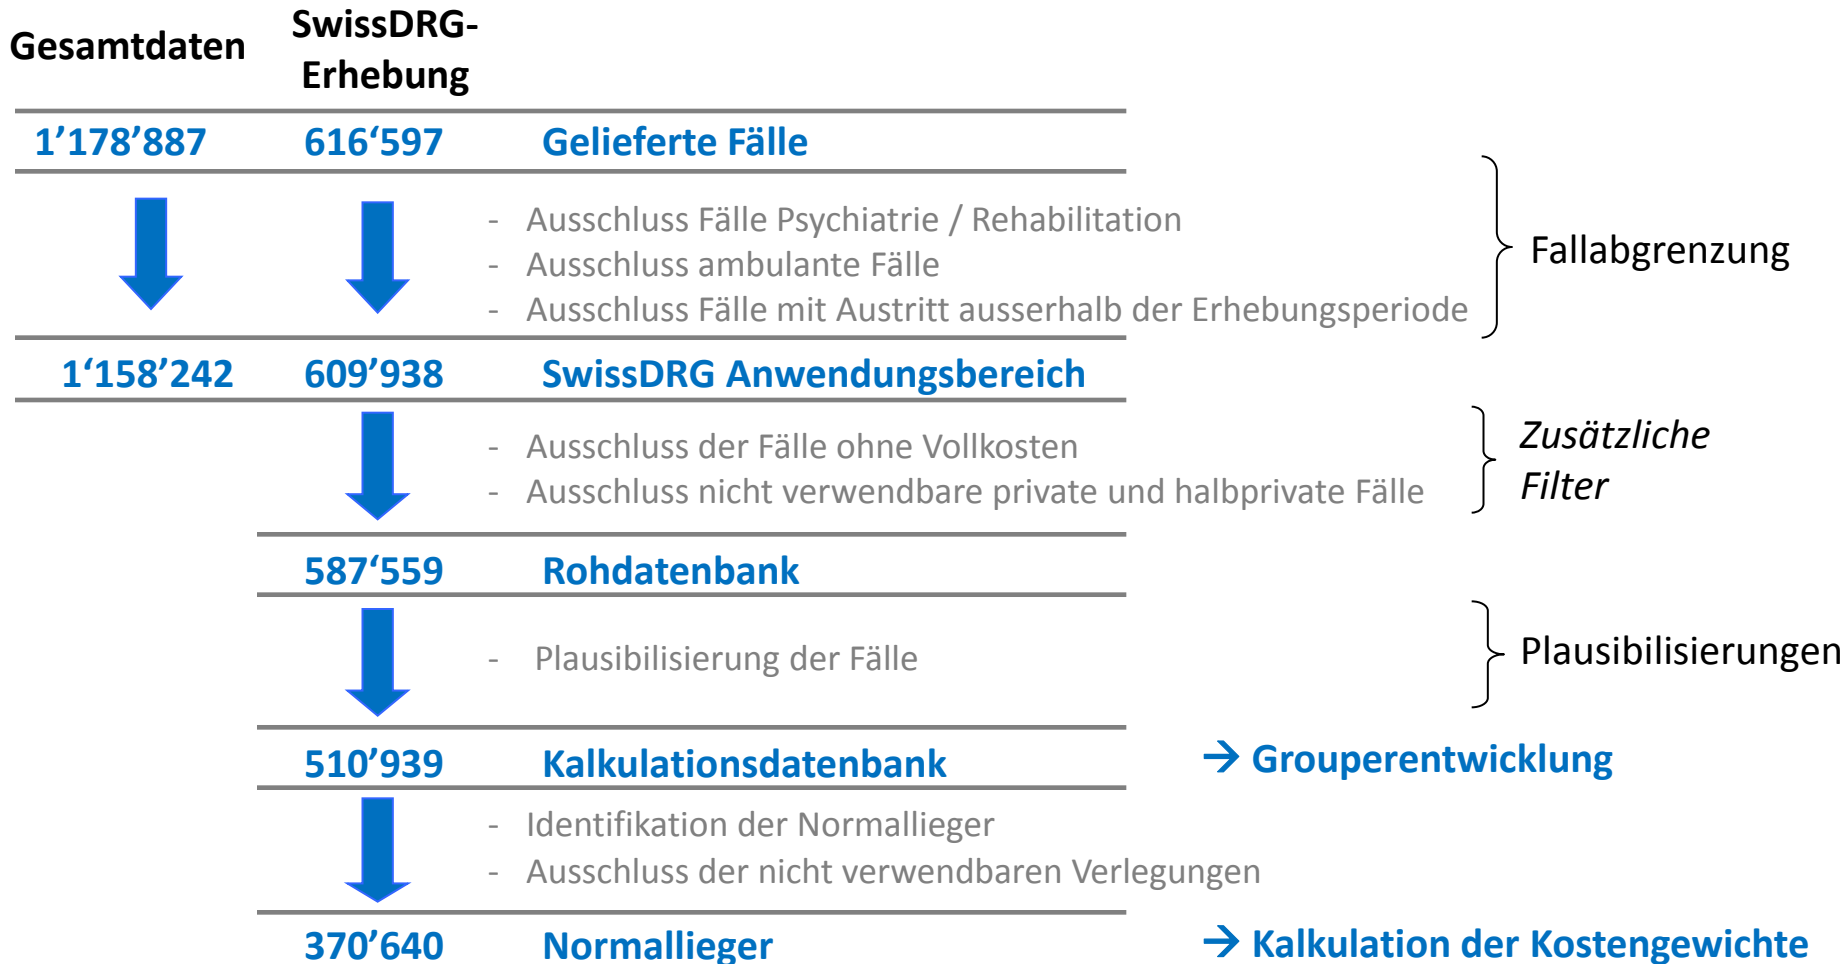 Gesamtdaten
SwissDRG-
Erhebung
1’178’887 616‘597 Gelieferte Fälle
- Ausschluss Fälle Psychiatrie / Rehabilitation
- Ausschluss ambulante Fälle
- Ausschluss Fälle mit Austritt ausserhalb der Erhebungsperiode
Fallabgrenzung
1‘158’242 609’938 SwissDRG Anwendungsbereich
- Ausschluss der Fälle ohne Vollkosten
- Ausschluss nicht verwendbare private und halbprivate Fälle
Zusätzliche
Filter
587‘559 Rohdatenbank
- Plausibilisierung der Fälle
Plausibilisierungen
510’939 Kalkulationsdatenbank → Grouperentwicklung
- Identifikation der Normallieger
- Ausschluss der nicht verwendbaren Verlegungen
370’640 Normallieger → Kalkulation der Kostengewichte